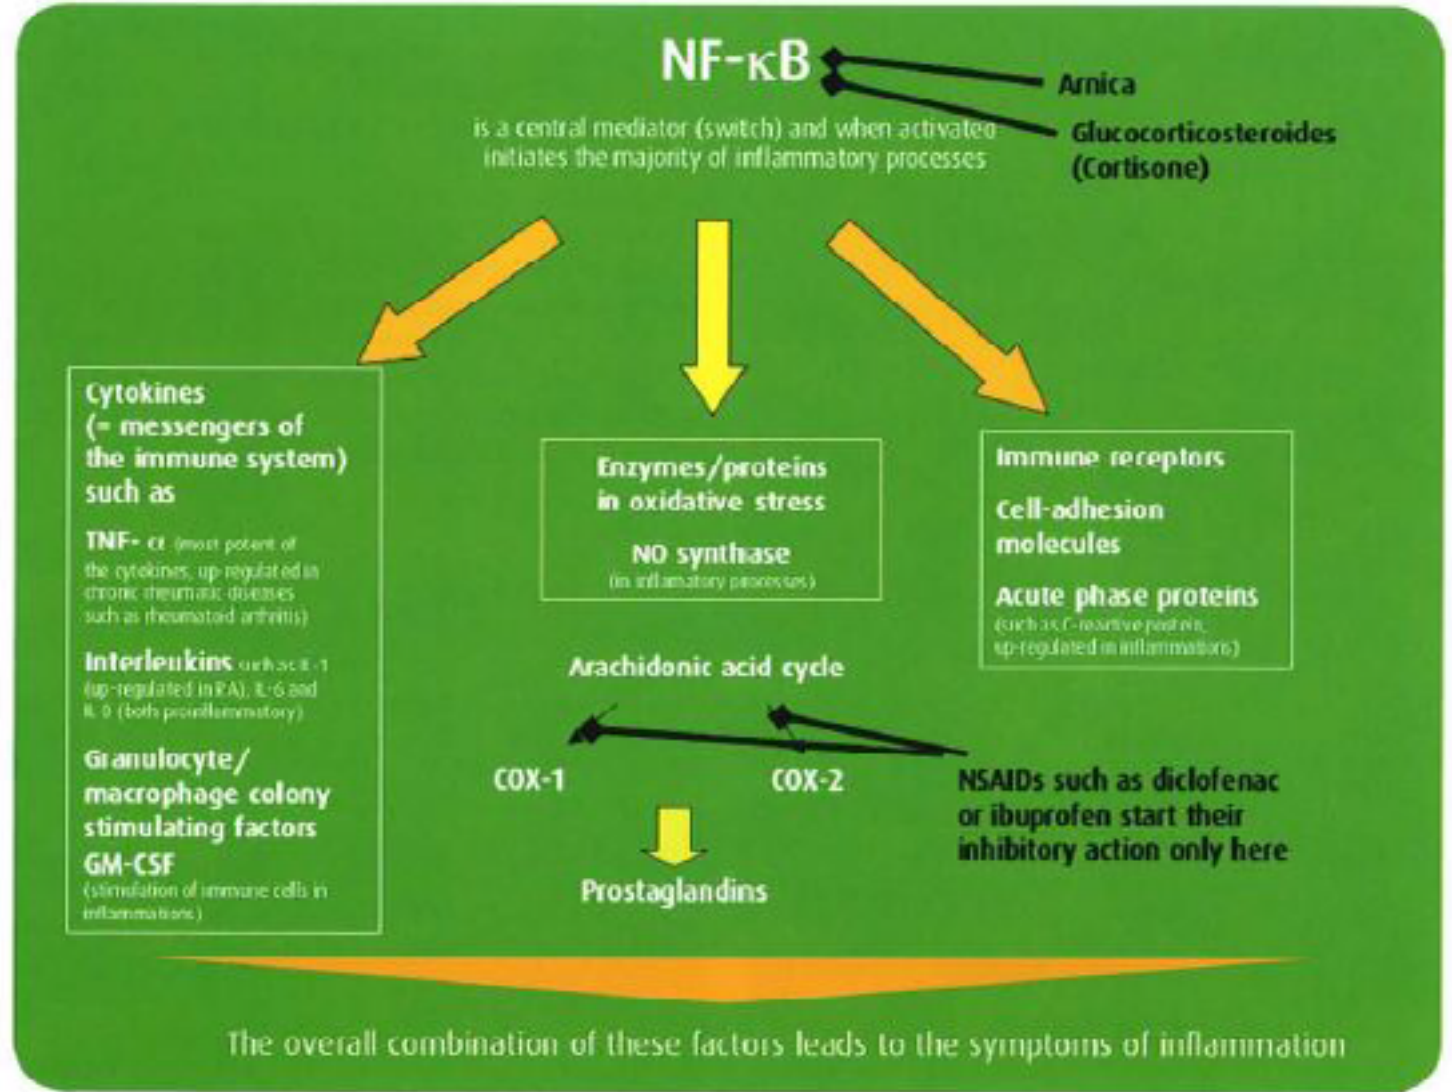 NF-κB
Arnica
is a central mediator (switch) and when activated
initiates the majority of inflammatory processes
Glucocorticosteroides
(Cortisone)
Cytokines
(= messengers of
the immune system)
such as
TNF- α (most potent of
the cytokines, up-regulated in
chronic rheumatic diseases
such as rheumatoid arthritis)
Interleukins such as IL-1
(up-regulated in RA), IL-6 and
(both proinflammatory)
Granulocyte/
macrophage colony
stimulating factors
GM-CSF
(stimulation of immune cells in
inflammations)
Enzymes/proteins
in oxidative stress
NO synthase
(in inflamatory processes)
Immune receptors
Cell-adhesion
molecules
Acute phase proteins
(such as C-reactive protein,
up-regulated in inflammations)
Arachidonic acid cycle
COX-1
COX-2
NSAIDs such as diclofenac
or ibuprofen start their
inhibitory action only here
Prostaglandins
The overall combination of these factors leads to the symptoms of inflammation